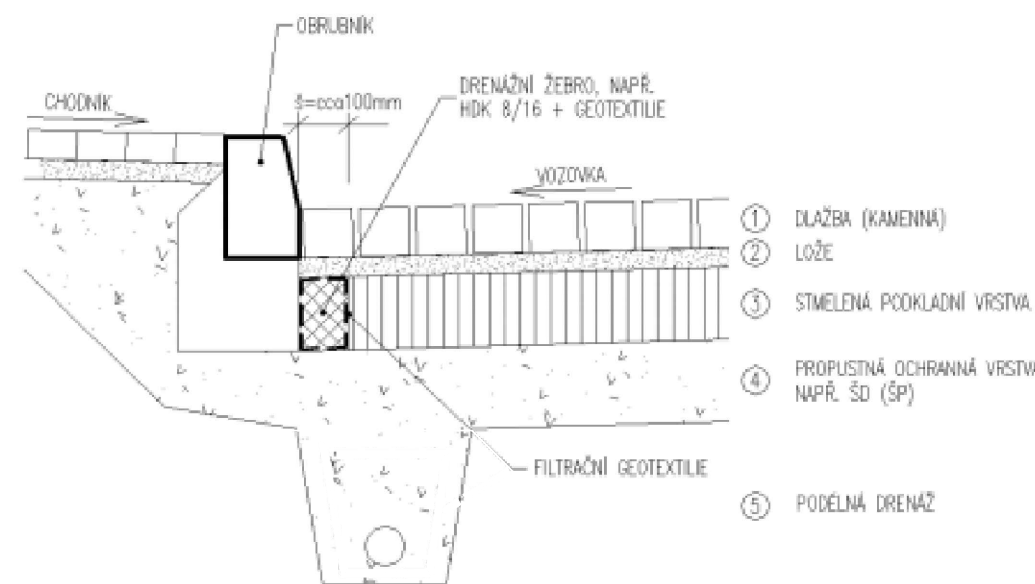 OBRUBNÍK
CHODNÍK
š=cca100mm
DRENÁŽNÍ ŽEBRO, NAPŘ.
HDK 8/16 + GEOTEXTILIE
VOZOVKA
1 DLAŽBA (KAMENNÁ)
2 LOŽE
3 STMELENÁ PODKLADNÍ VRSTVA
4 PROPUSTNÁ OCHRANNÁ VRSTVA
NAPŘ. ŠD (ŠP)
FILTRAČNÍ GEOTEXTILIE
5 PODÉLNÁ DRENÁŽ